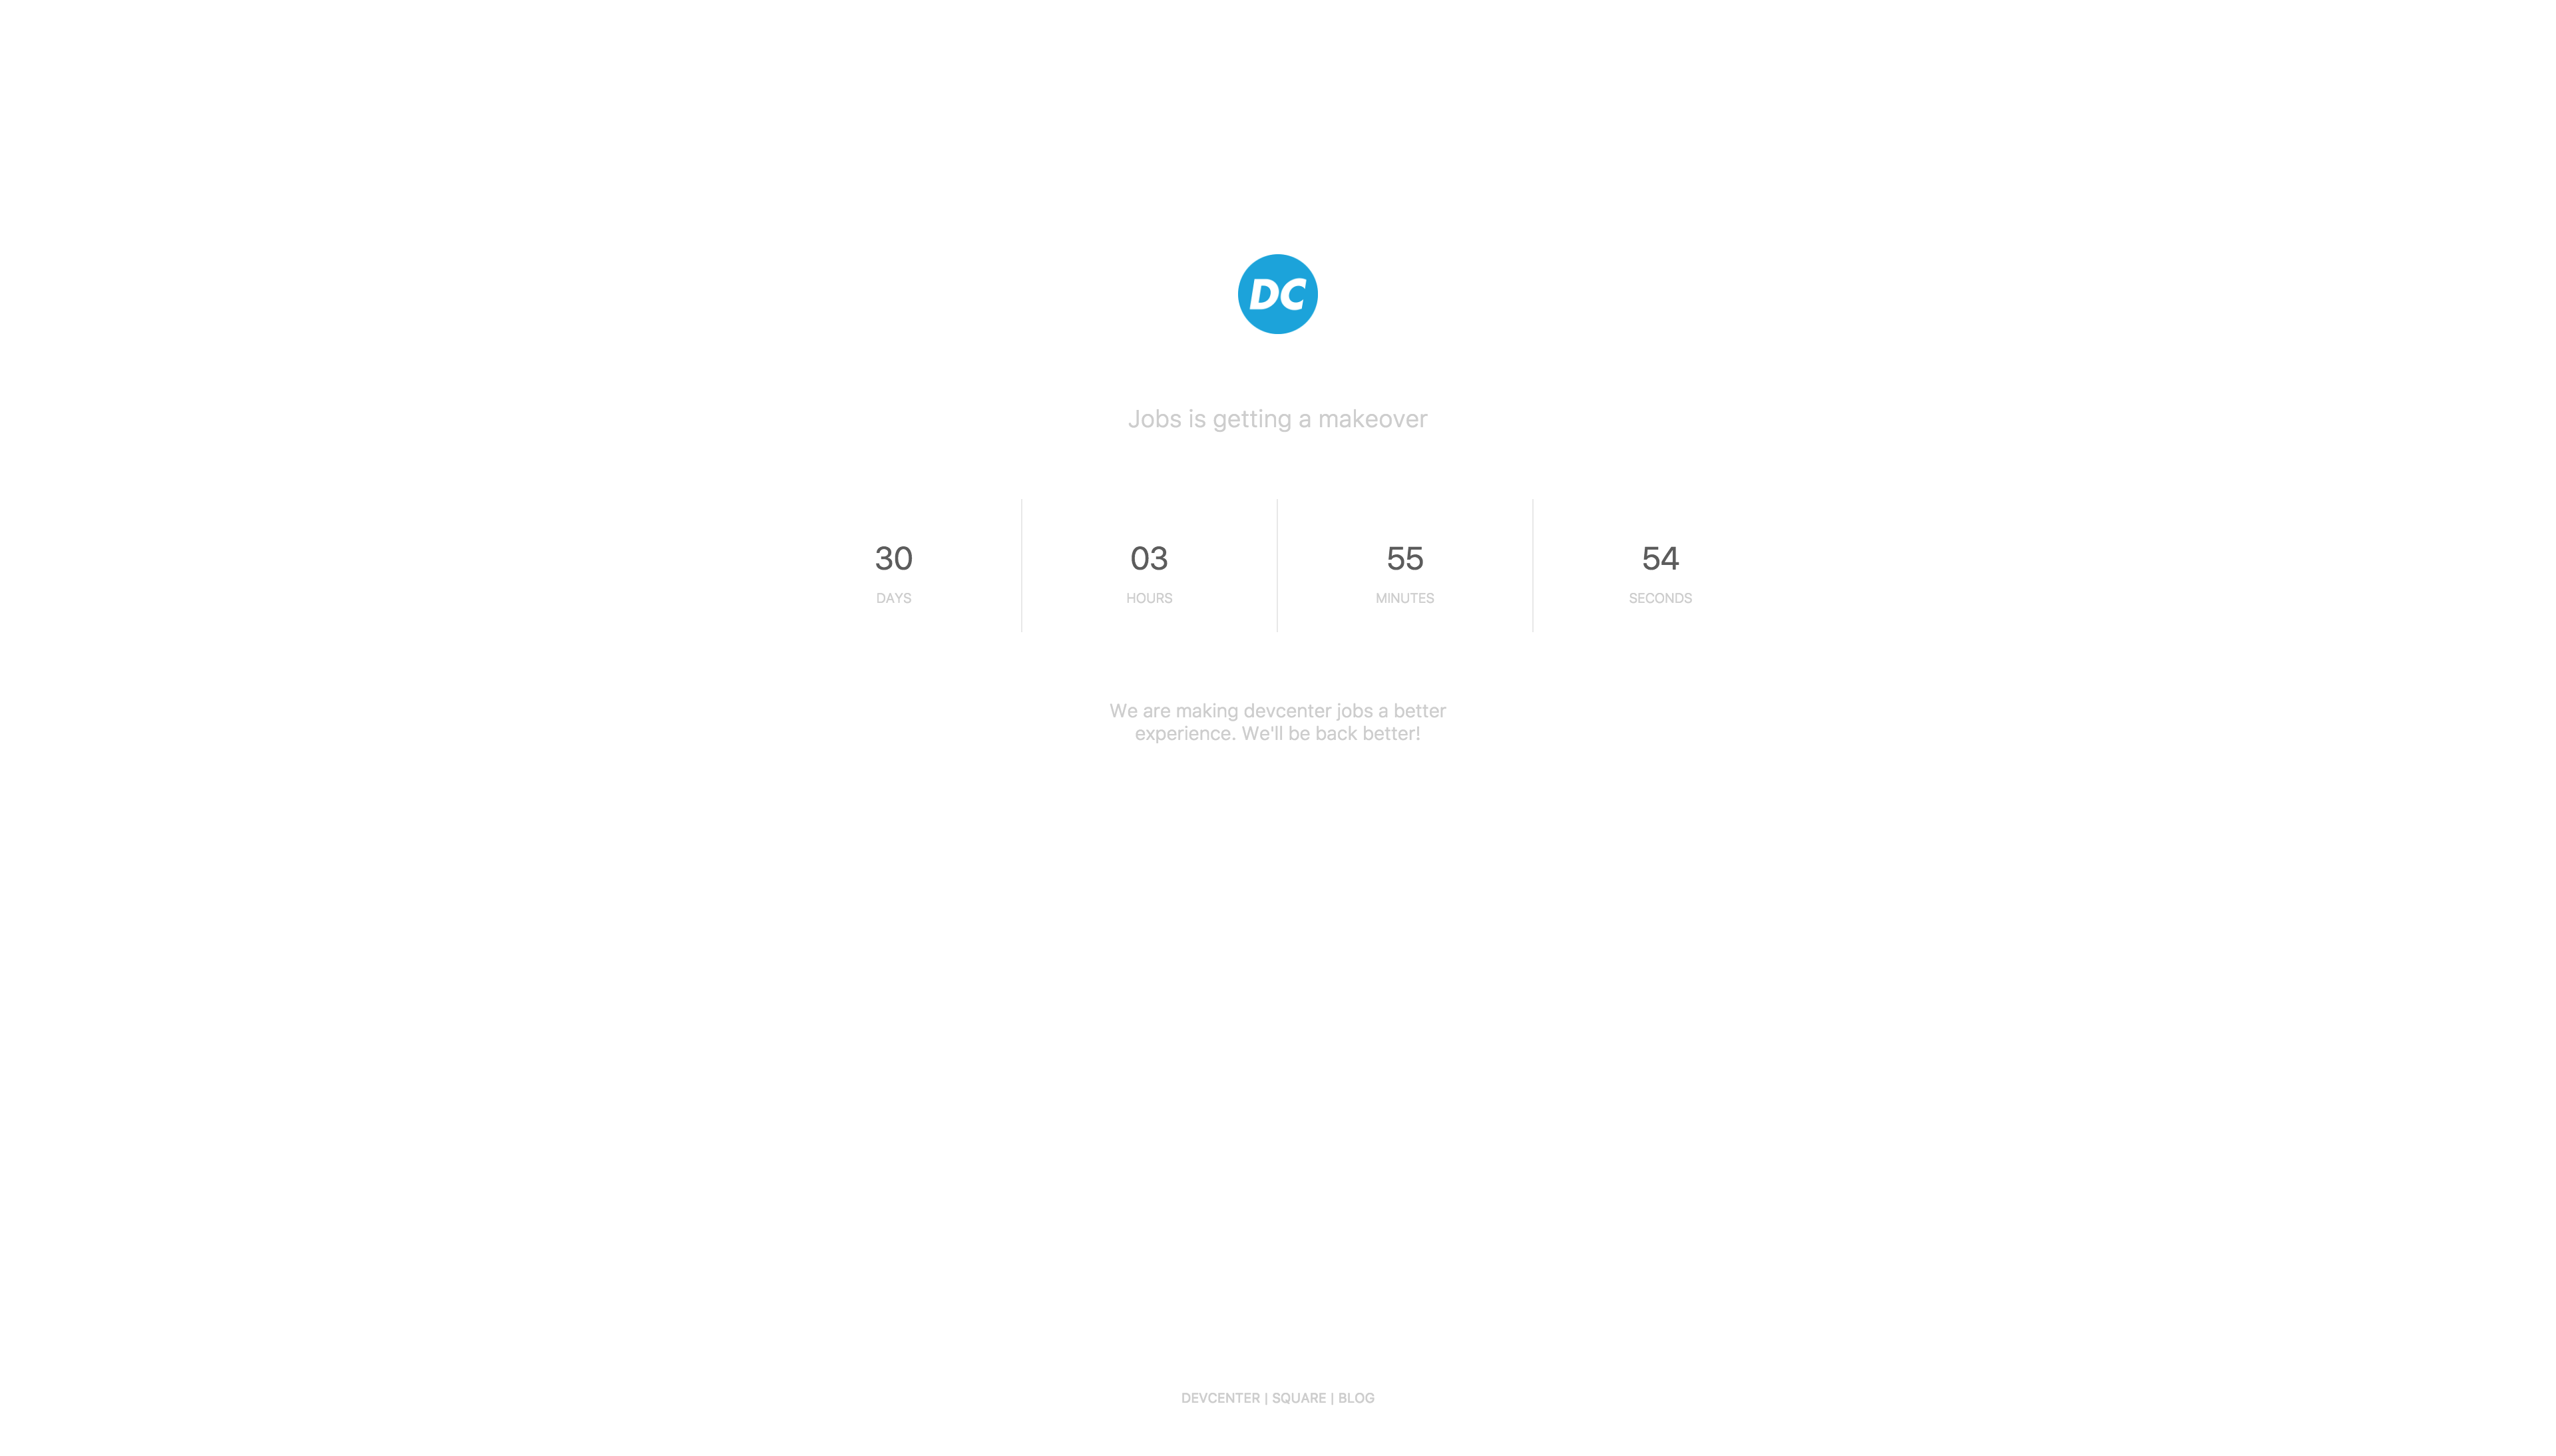 DC
Jobs is getting a makeover
30
DAYS
03
HOURS
55
MINUTES
54
SECONDS
We are making devcenter jobs a better
experience. We'll be back better!
DEVCENTER | SQUARE | BLOG